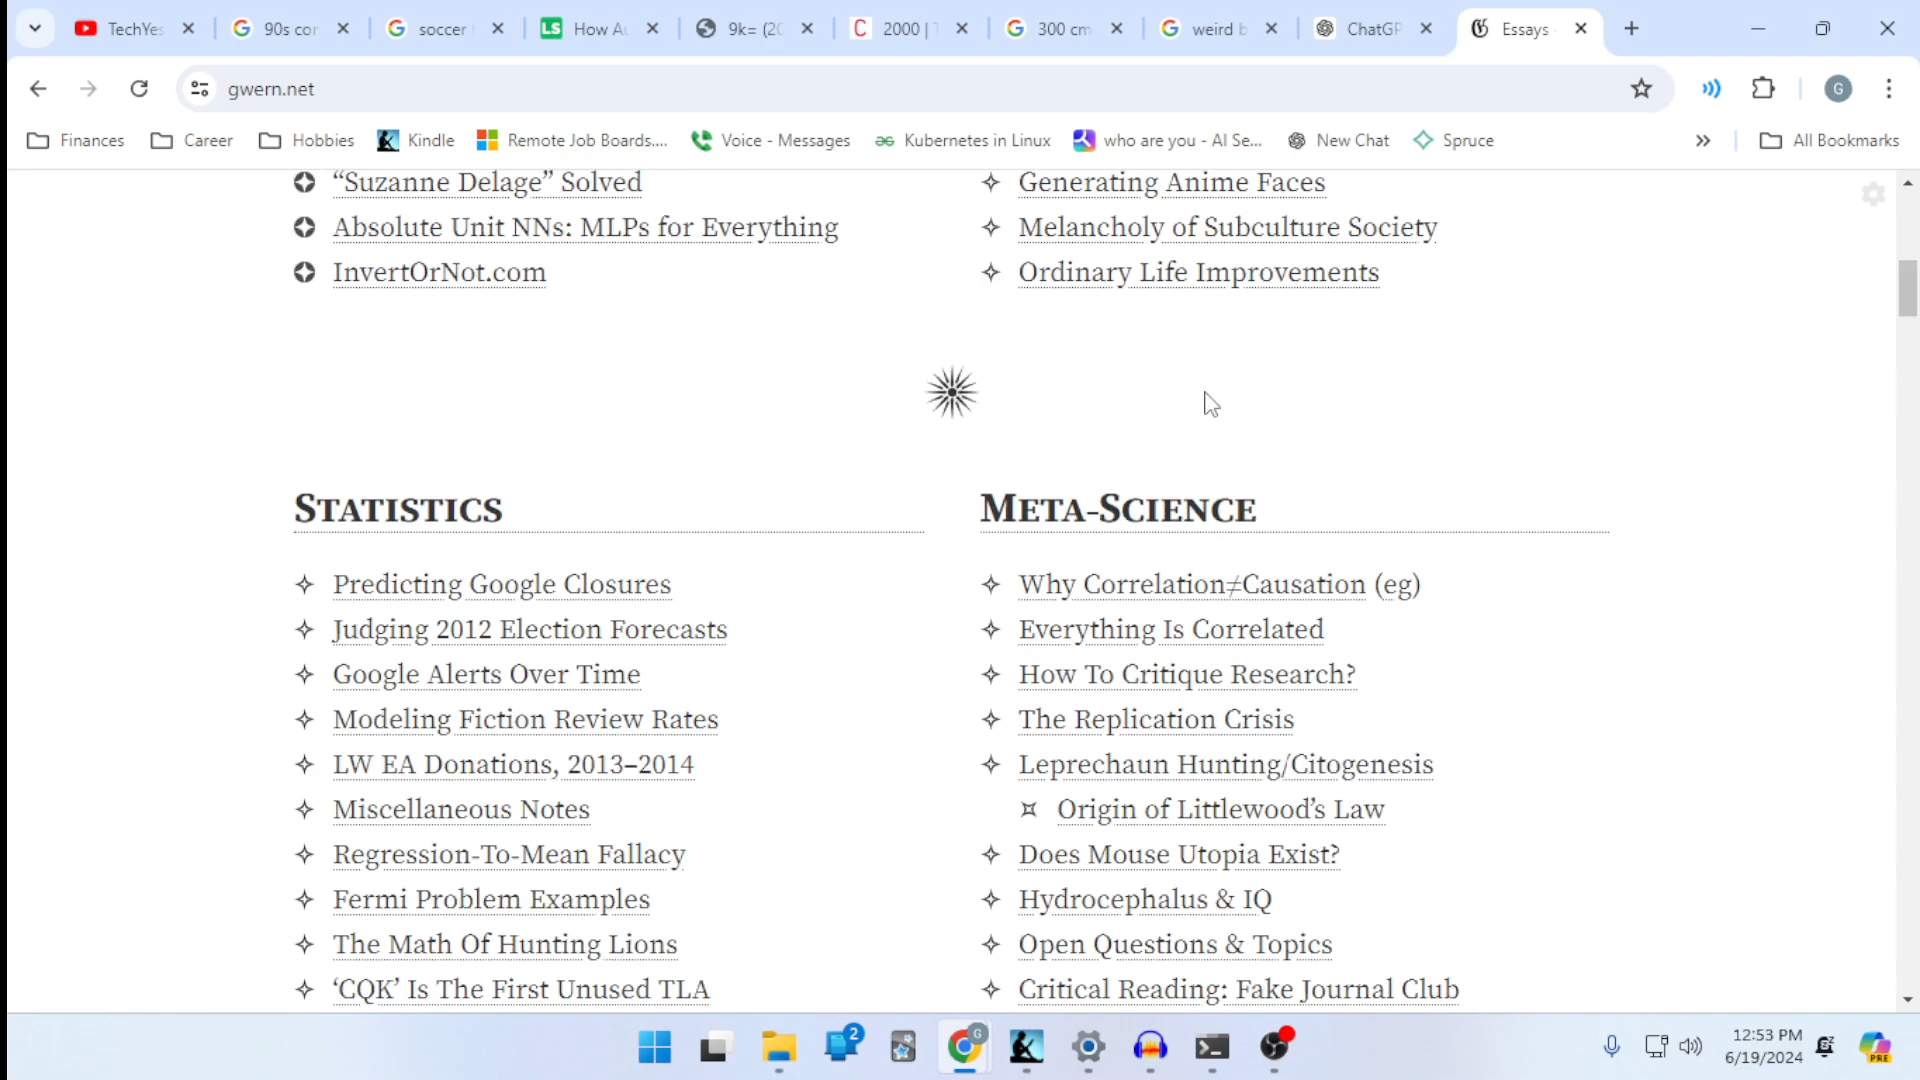 TechYes
90s cor
soccer
How Au
9k= (20
2000 | T
300 cm
weird b
ChatGP
Essays
gwern.net
G
Finances
Career
Hobbies
Kindle
Remote Job Boards....
Voice - Messages
Kubernetes in Linux
who are you - AI Se...
New Chat
Spruce
All Bookmarks
“Suzanne Delage” Solved
Absolute Unit NNs: MLPs for Everything
InvertOrNot.com
Generating Anime Faces
Melancholy of Subculture Society
Ordinary Life Improvements
Statistics
Predicting Google Closures
Judging 2012 Election Forecasts
Google Alerts Over Time
Modeling Fiction Review Rates
LW EA Donations, 2013–2014
Miscellaneous Notes
Regression-To-Mean Fallacy
Fermi Problem Examples
The Math Of Hunting Lions
‘CQK’ Is The First Unused TLA
Meta-Science
Why Correlation≠Causation (eg)
Everything Is Correlated
How To Critique Research?
The Replication Crisis
Leprechaun Hunting/Citogenesis
Origin of Littlewood’s Law
Does Mouse Utopia Exist?
Hydrocephalus & IQ
Open Questions & Topics
Critical Reading: Fake Journal Club
2
G
12:53 PM
6/19/2024
PRE